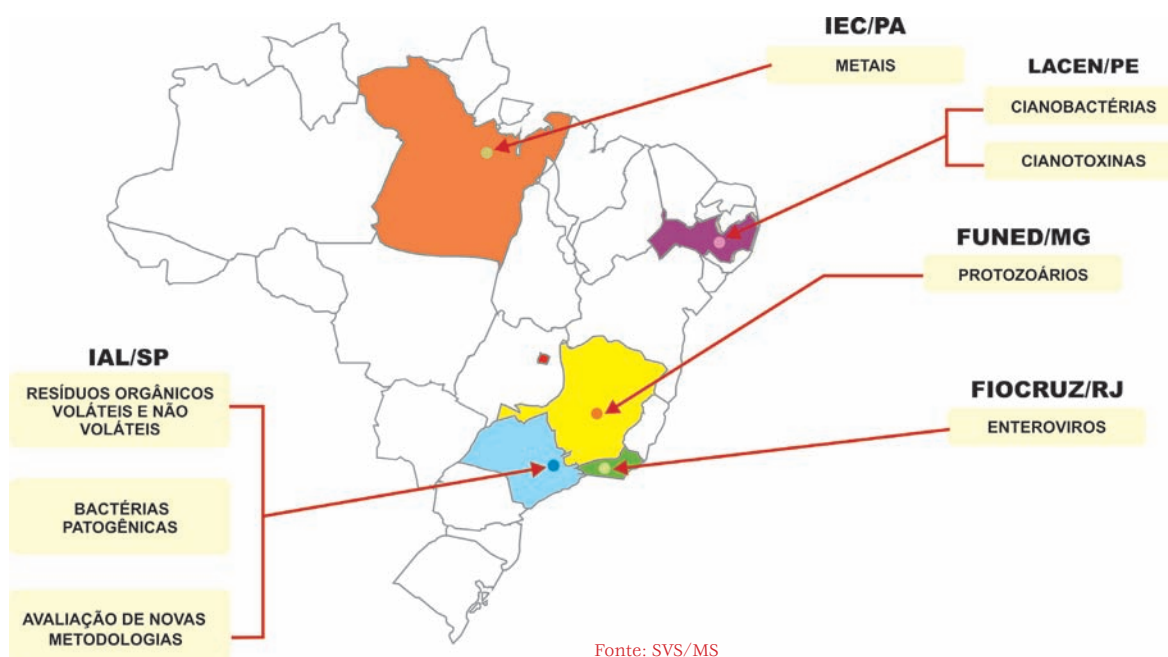 IEC/PA
METAIS
LACEN/PE
CIANOBACTÉRIAS
CIANOTOXINAS
FUNED/MG
PROTOZOÁRIOS
FIOCRUZ/RJ
ENTEROVIROS
IAL/SP
RESÍDUOS ORGÂNICOS
VOLÁTEIS E NÃO
VOLÁTEIS
BACTÉRIAS
PATOGÊNICAS
AVALIAÇÃO DE NOVAS
METODOLOGIAS
Fonte: SVS/MS